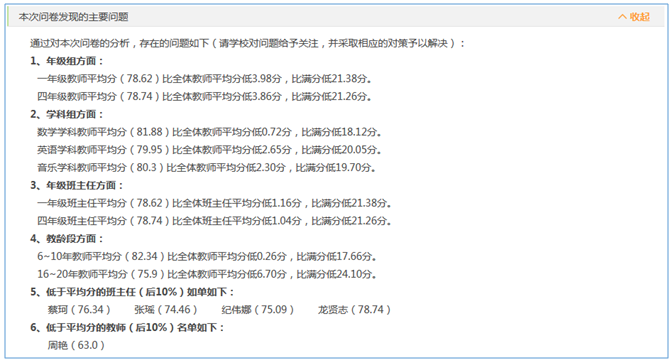 本次问卷发现的主要问题
收起
通过对本次问卷的分析，存在的问题如下（请学校对问题给予关注，并采取相应的对策予以解决）：
1、年级组方面：
一年级教师平均分（78.62）比全体教师平均分低3.98分，比满分低21.38分。
四年级教师平均分（78.74）比全体教师平均分低3.86分，比满分低21.26分。
2、学科组方面：
数学学科教师平均分（81.88）比全体教师平均分低0.72分，比满分低18.12分。
英语学科教师平均分（79.95）比全体教师平均分低2.65分，比满分低20.05分。
音乐学科教师平均分（80.3）比全体教师平均分低2.30分，比满分低19.70分。
3、年级班主任方面：
一年级班主任平均分（78.62）比全体班主任平均分低1.16分，比满分低21.38分。
四年级班主任平均分（78.74）比全体班主任平均分低1.04分，比满分低21.26分。
4、教龄段方面：
6~10年教师平均分（82.34）比全体教师平均分低0.26分，比满分低17.66分。
16~20年教师平均分（75.9）比全体教师平均分低6.70分，比满分低24.10分。
5、低于平均分的班主任（后10%）如单如下：
蔡珂（76.34） 张瑶（74.46） 纪伟娜（75.09） 龙贤志（78.74）
6、低于平均分的教师（后10%）名单如下：
周艳（63.0）